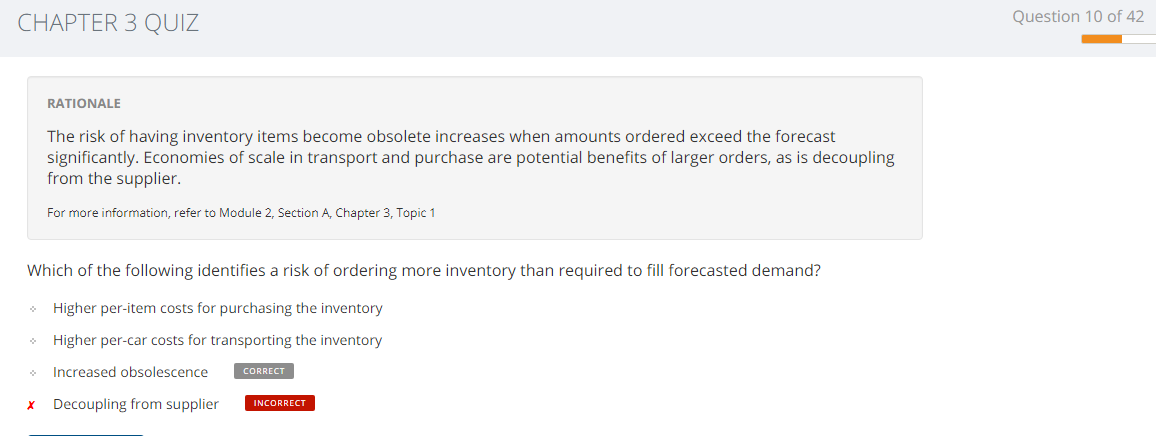 CHAPTER 3 QUIZ
Question 10 of 42
RATIONALE
The risk of having inventory items become obsolete increases when amounts ordered exceed the forecast
significantly. Economies of scale in transport and purchase are potential benefits of larger orders, as is decoupling
from the supplier.
For more information, refer to Module 2, Section A, Chapter 3, Topic 1
Which of the following identifies a risk of ordering more inventory than required to fill forecasted demand?
Higher per-item costs for purchasing the inventory
Higher per-car costs for transporting the inventory
Increased obsolescence CORRECT
✗ Decoupling from supplier INCORRECT